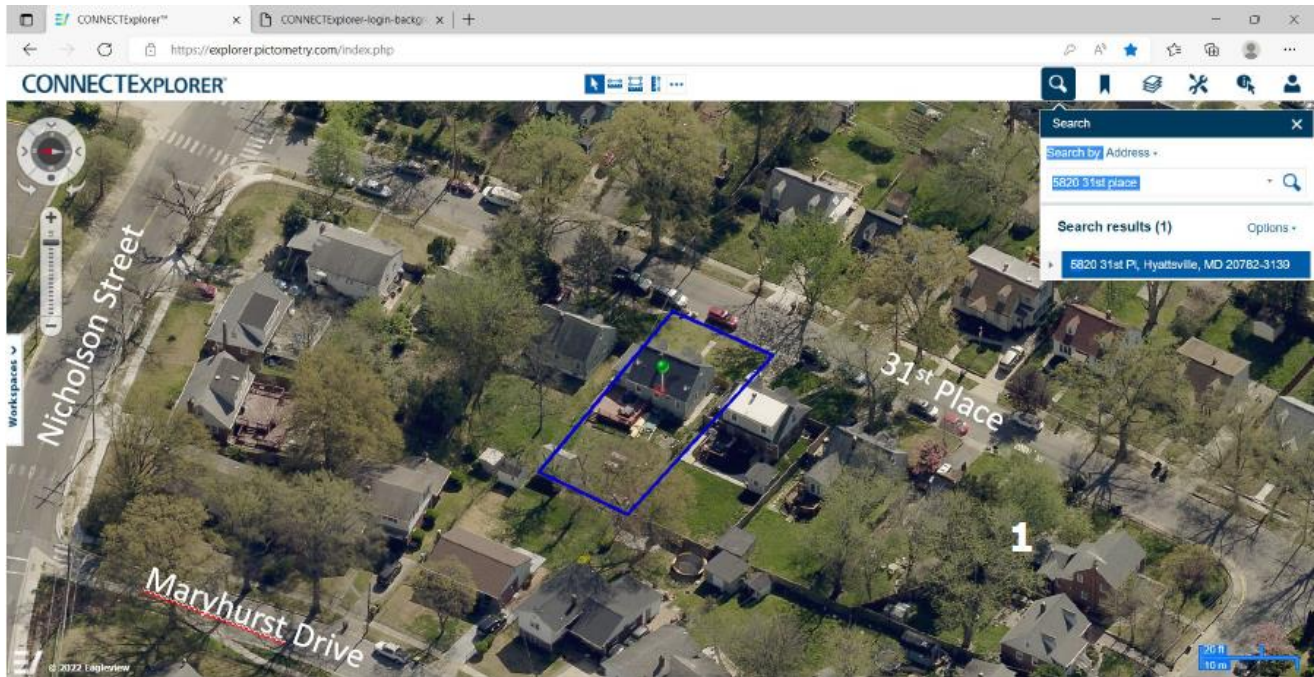 CONNECTExplorer™
CONNECTExplorer-login-backg
https://explorer.pictometry.com/index.php
CONNECTEXPLORER®
Search
Search by Address
5820 31st place
Search results (1)
Options
5820 31st Pl, Hyattsville, MD 20782-3139
Workspaces
Nicholson Street
31st Place
1
Maryhurst Drive
© 2022 Eagleview
20 ft
10 m